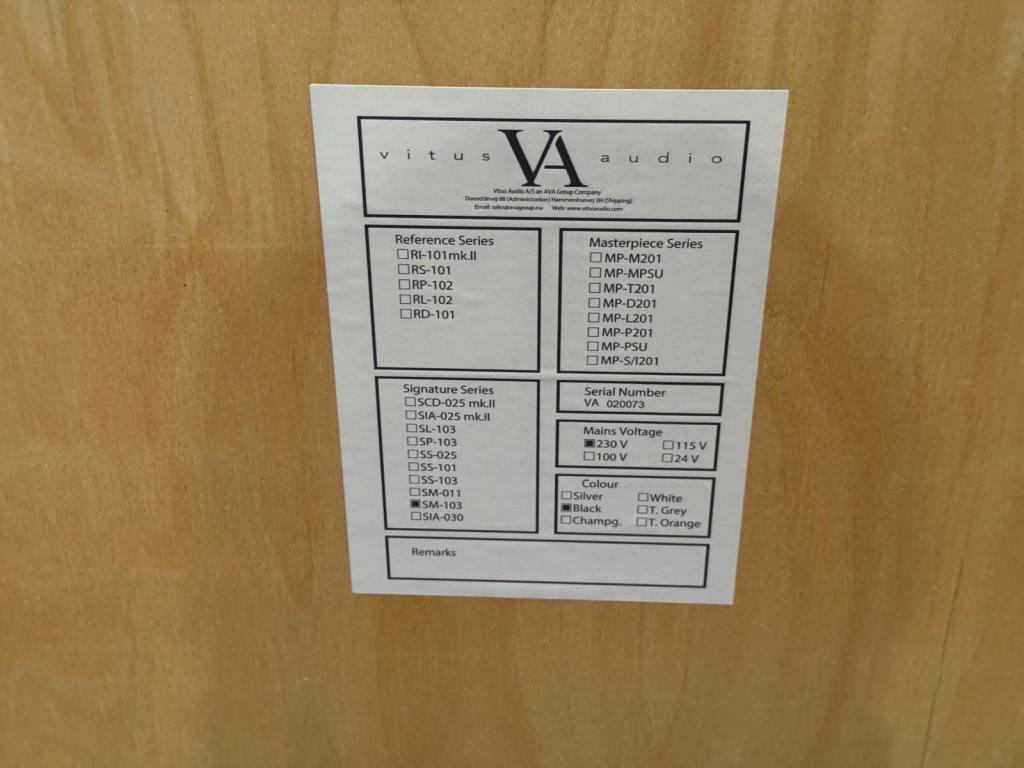 vitus VA audio
Vitus Audio A/S an AVA Group Company
(Administration) Hammershusvej 3H (Shipping)
Email: sales@avagroup.nu Web: www.vitusaudio.com
Reference Series
☐RI-101mk.II
☐RS-101
☐RP-102
☐RL-102
☐RD-101
Masterpiece Series
☐MP-M201
☐MP-MPSU
☐MP-T201
☐MP-D201
☐MP-L201
☐MP-P201
☐MP-PSU
☐MP-S/I201
Signature Series
☐SCD-025 mk.II
☐SIA-025 mk.II
☐SL-103
☐SP-103
☐SS-025
☐SS-101
☐SS-103
☐SM-011
■SM-103
☐SIA-030
Serial Number
VA 020073
Mains Voltage
■230 V ☐115 V
☐100 V ☐24 V
Colour
☐Silver ☐White
■Black ☐T. Grey
☐Champg. ☐T. Orange
Remarks